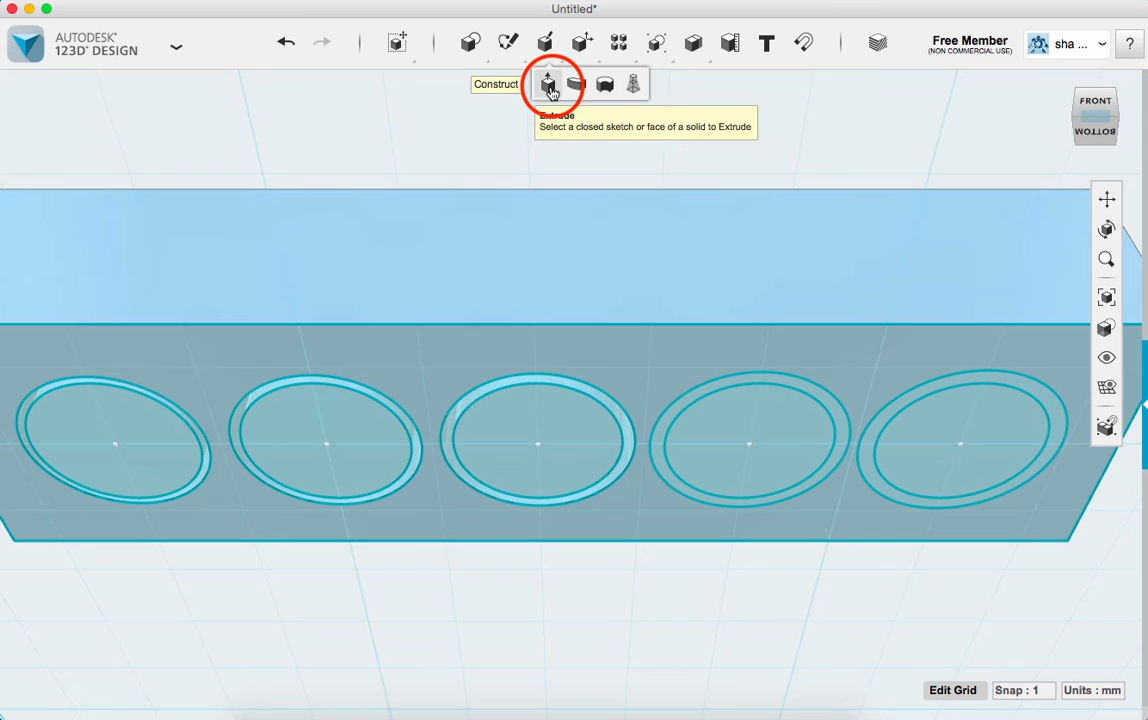 Untitled*
AUTODESK®
123D® DESIGN
Free Member
(NON COMMERCIAL USE)
sha ...
?
Construct
Extrude
Select a closed sketch or face of a solid to Extrude
FRONT
BOTTOM
Edit Grid
Snap : 1
Units : mm